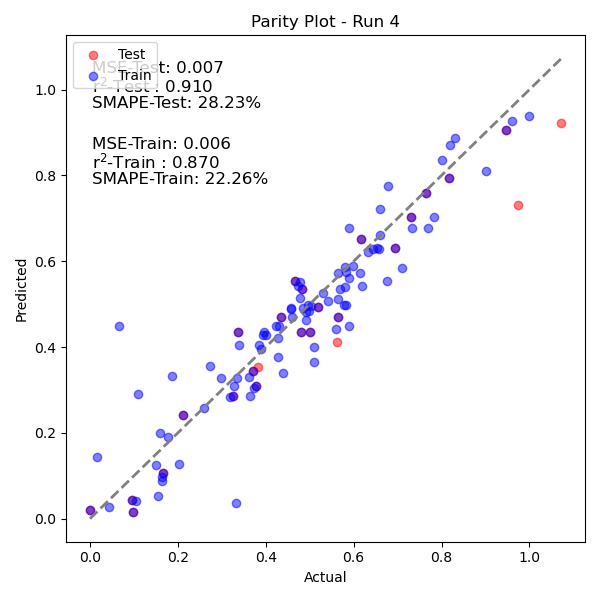 Parity Plot - Run 4
Test
Train
MSE-Test: 0.007
r²-Test : 0.910
SMAPE-Test: 28.23%
MSE-Train: 0.006
r²-Train : 0.870
SMAPE-Train: 22.26%
1.0
0.8
0.6
0.4
0.2
0.0
Predicted
0.0 0.2 0.4 0.6 0.8 1.0
Actual